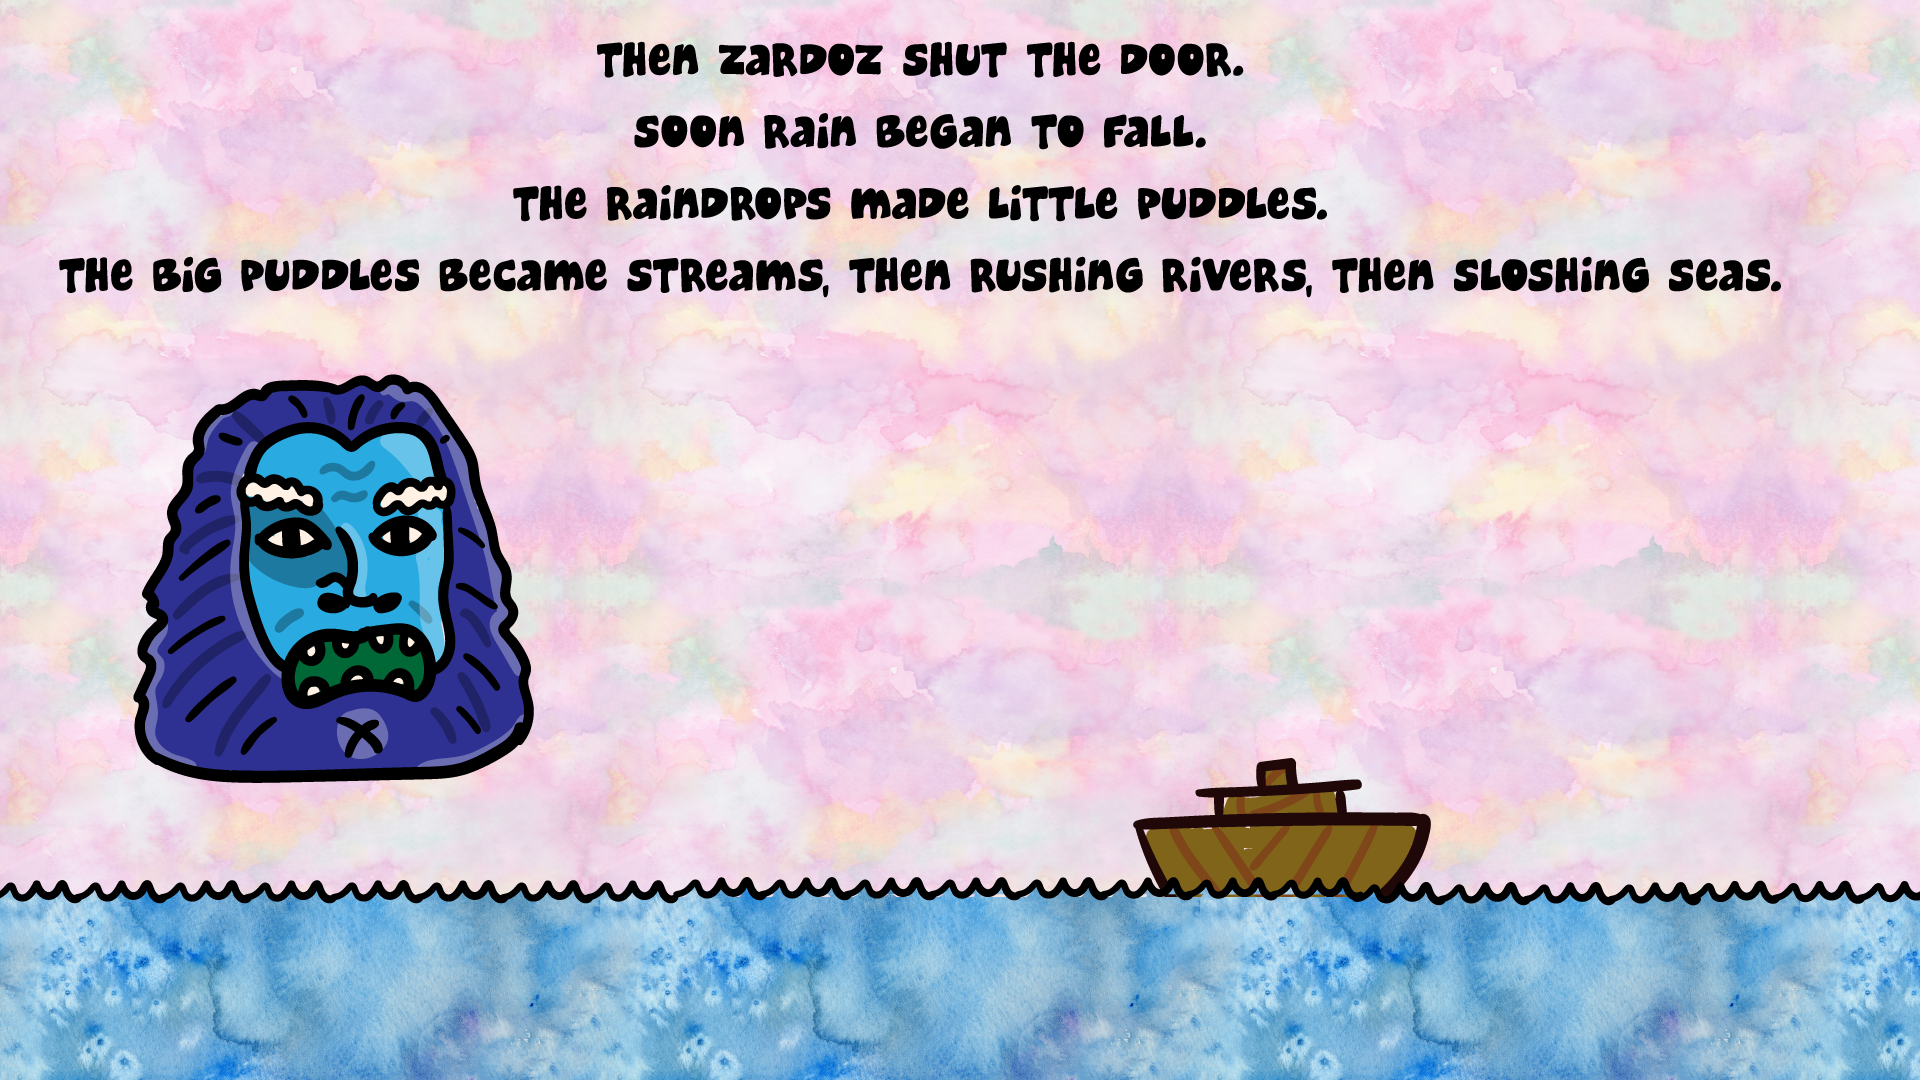 THen ZaRDOZ SHUT THe DOOR.
SOOn Rain BeGan TO Fall.
THe RainDROPS maDe LiTTLe PUDDLes.
THe BiG PUDDLes Became STReams, THen RUSHinG RiVeRS, THen SLOSHinG Seas.